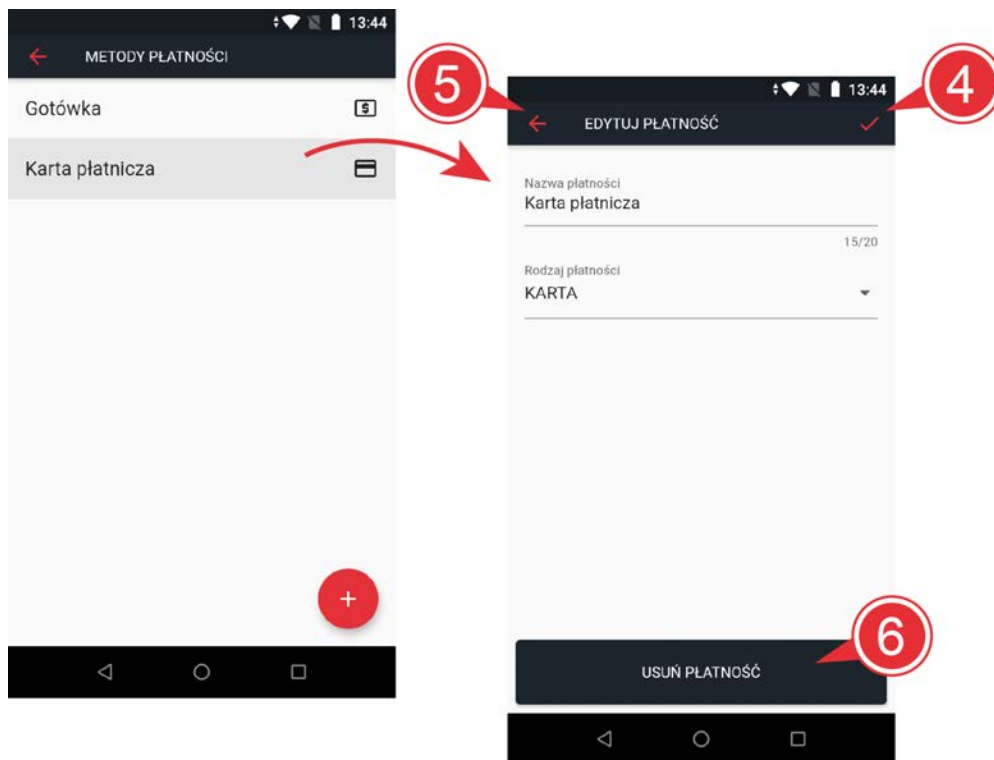 13:44
METODY PŁATNOŚCI
Gotówka
Karta płatnicza
+
5
4
13:44
EDYTUJ PŁATNOŚĆ
Nazwa płatności
Karta płatnicza
15/20
Rodzaj płatności
KARTA
6
USUŃ PŁATNOŚĆ